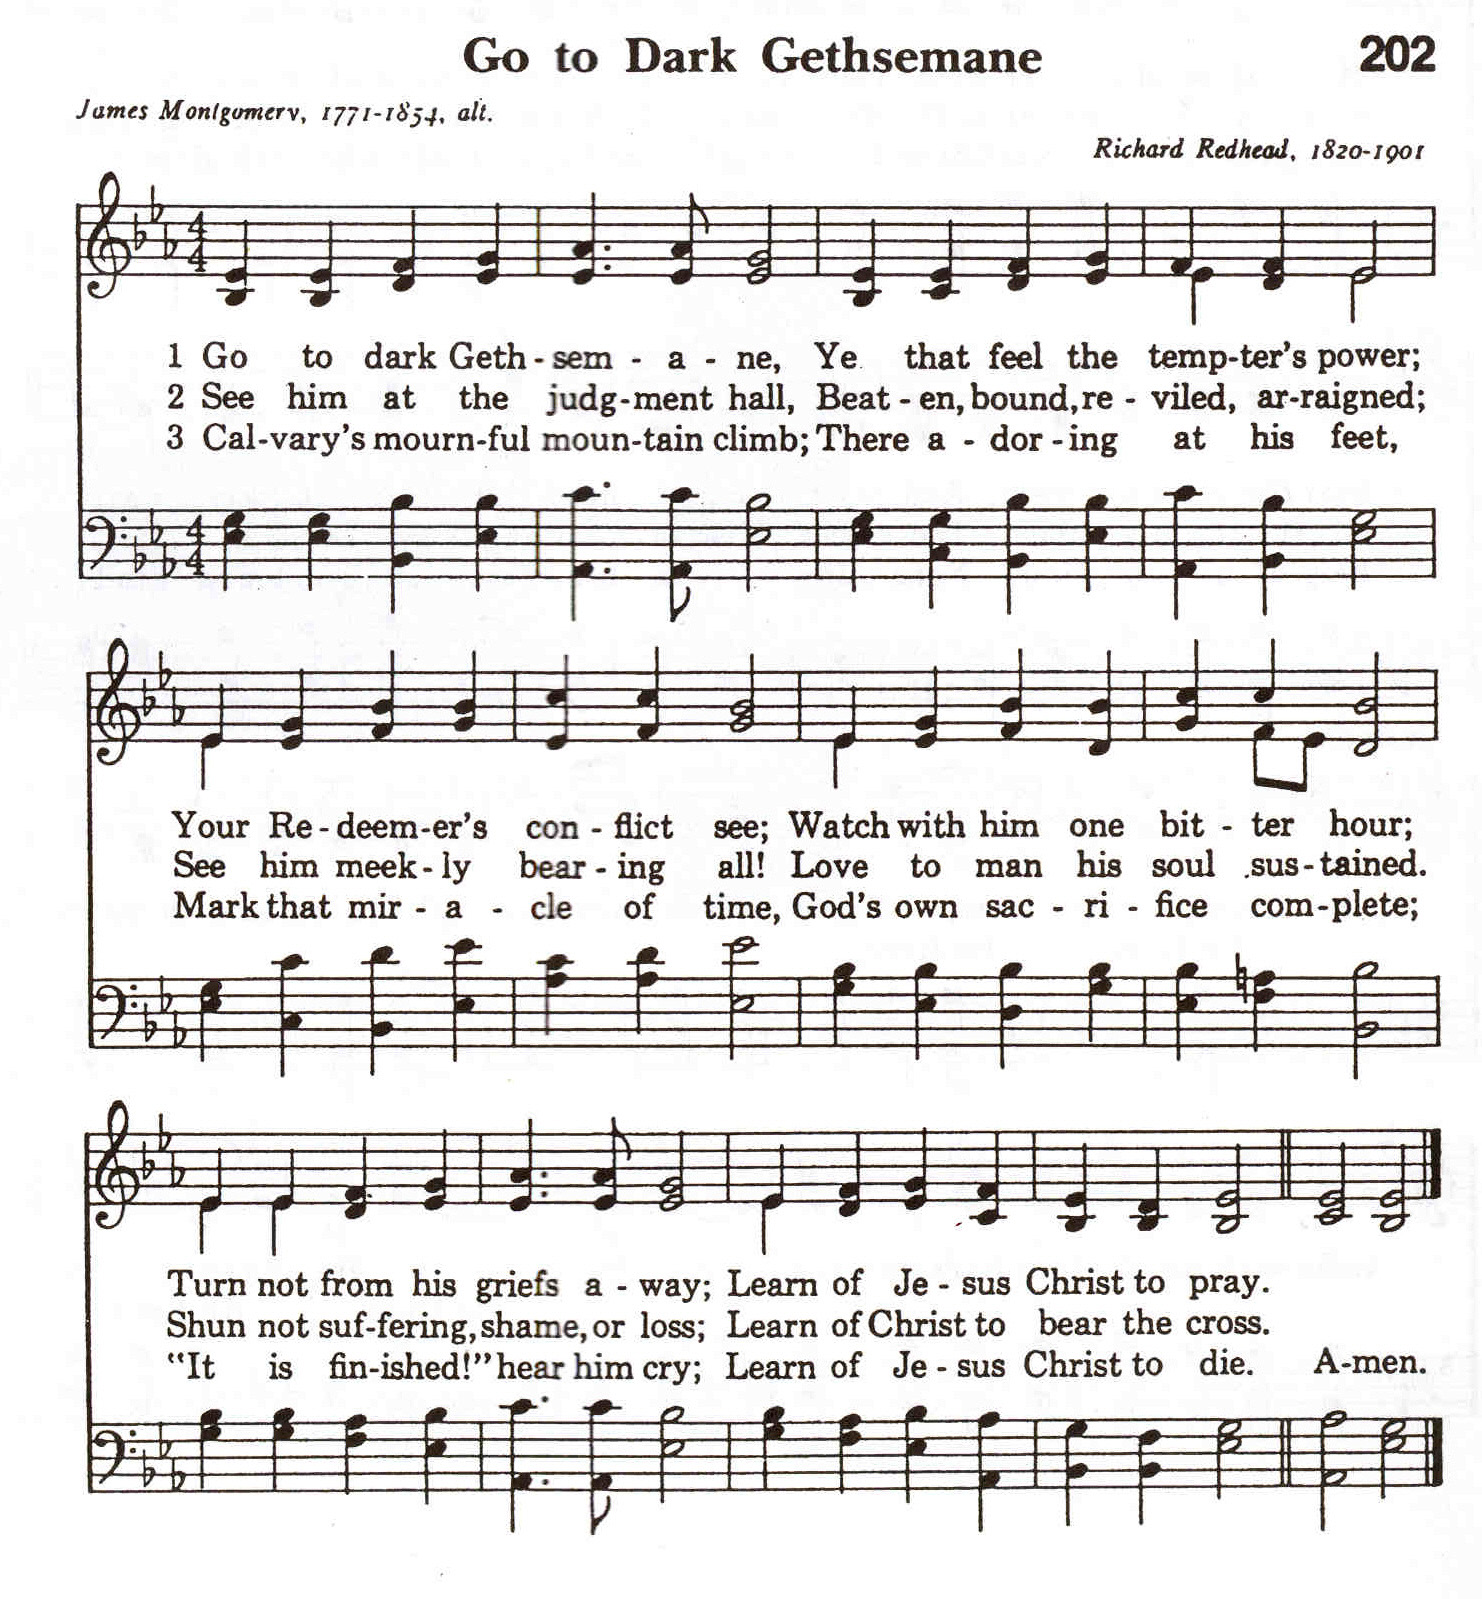 Go to Dark Gethsemane 202
James Montgomery, 1771-1854, alt.
Richard Redhead, 1820-1901
4 4
1 Go to dark Geth - sem - a - ne, Ye that feel the temp-ter's power;
2 See him at the judg-ment hall, Beat - en, bound, re - viled, ar-raigned;
3 Cal-vary's mourn-ful moun-tain climb; There a - dor - ing at his feet,
4 4
Your Re - deem-er's con - flict see; Watch with him one bit - ter hour;
See him meek - ly bear - ing all! Love to man his soul sus-tained.
Mark that mir - a - cle of time, God's own sac - ri - fice com-plete;
Turn not from his griefs a - way; Learn of Je - sus Christ to pray.
Shun not suf-fering, shame, or loss; Learn of Christ to bear the cross.
"It is fin-ished!" hear him cry; Learn of Je - sus Christ to die. A-men.